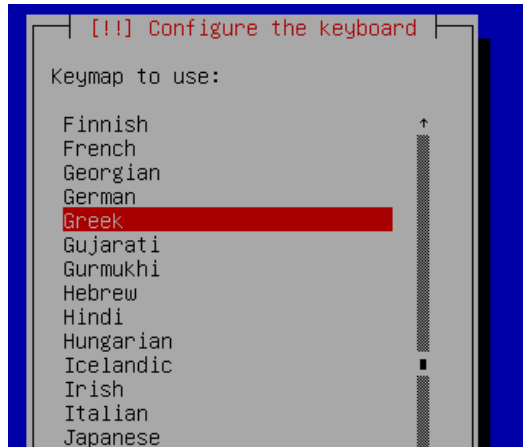 [!!] Configure the keyboard
Keymap to use:
Finnish
French
Georgian
German
Greek
Gujarati
Gurmukhi
Hebrew
Hindi
Hungarian
Icelandic
Irish
Italian
Japanese